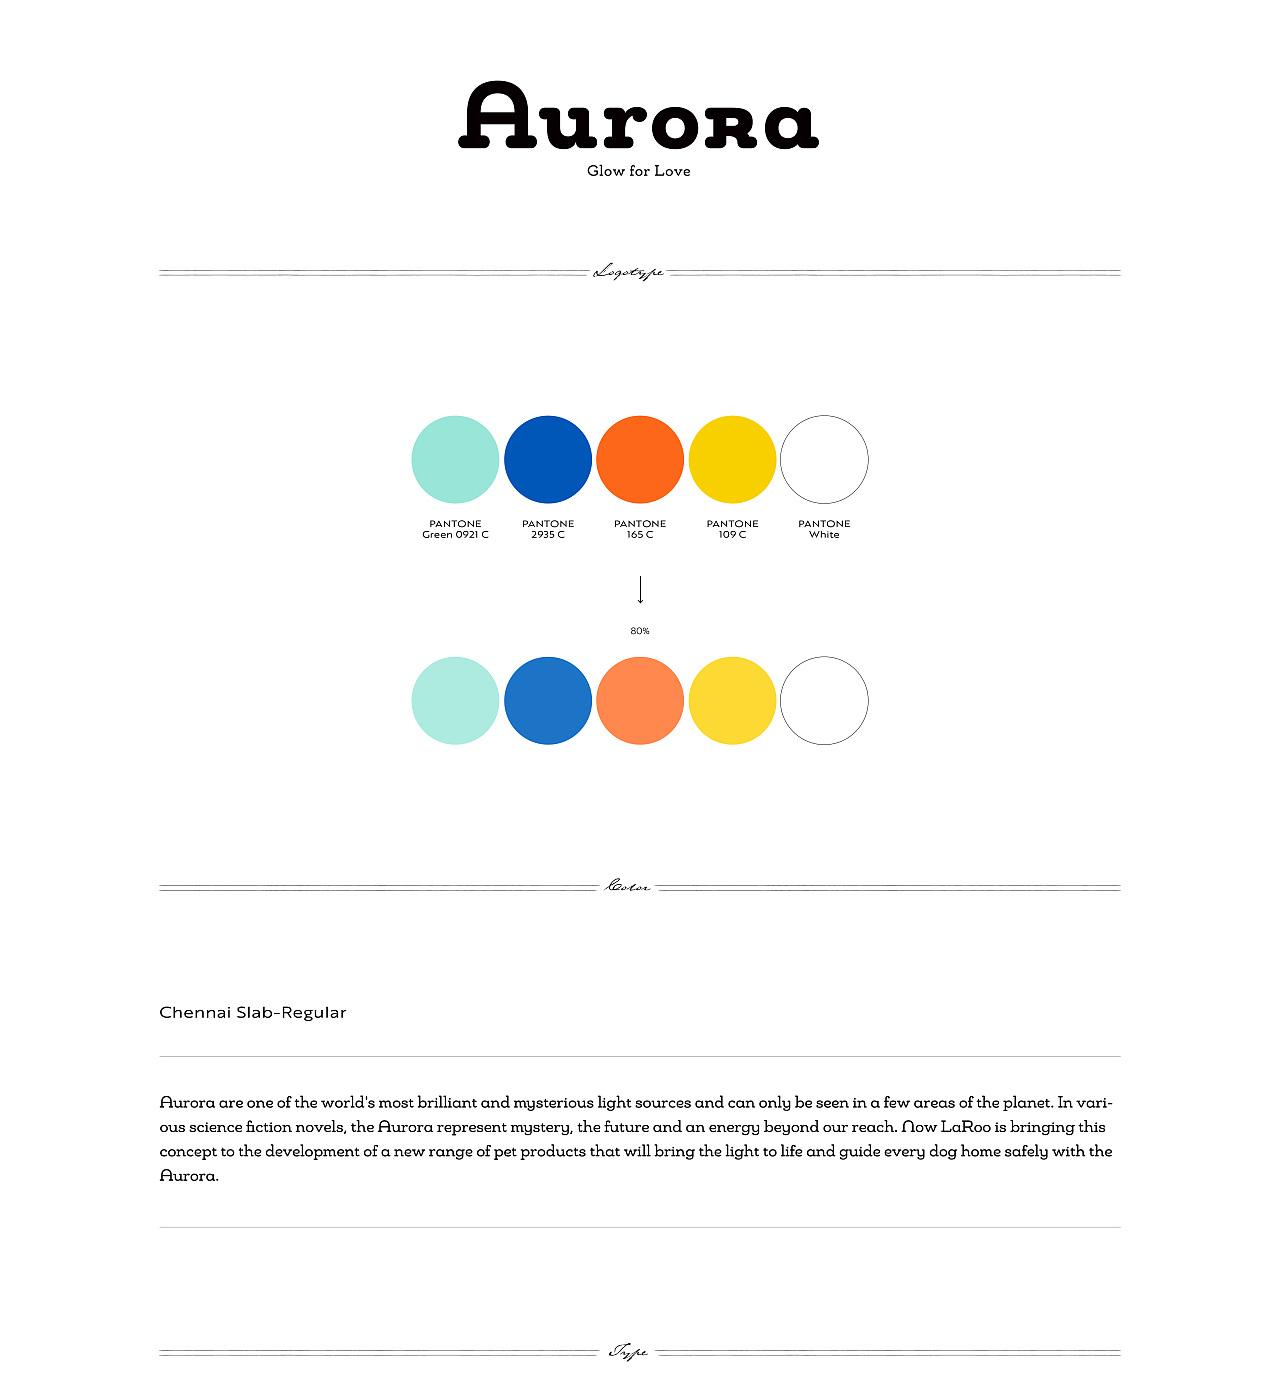 Aurora
Glow for Love
Logotype
PANTONE
Green 0921 C
PANTONE
2935 C
PANTONE
165 C
PANTONE
109 C
PANTONE
White
80%
Color
Chennai Slab-Regular
Aurora are one of the world's most brilliant and mysterious light sources and can only be seen in a few areas of the planet. In vari-
ous science fiction novels, the Aurora represent mystery, the future and an energy beyond our reach. Now LaRoo is bringing this
concept to the development of a new range of pet products that will bring the light to life and guide every dog home safely with the
Aurora.
Type